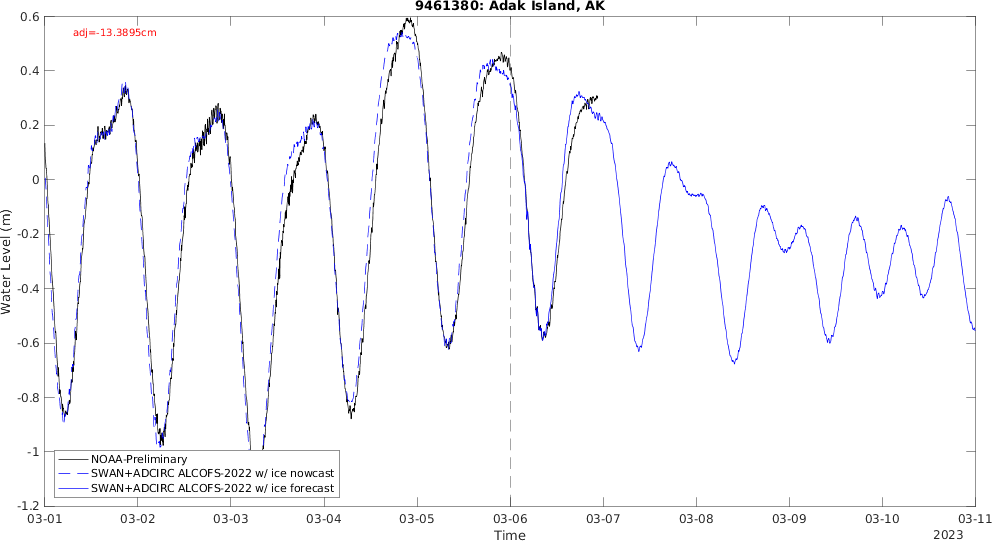 9461380: Adak Island, AK
adj=-13.3895cm
0.6
0.4
0.2
0
-0.2
-0.4
-0.6
-0.8
-1
-1.2
Water Level (m)
NOAA-Preliminary
SWAN+ADCIRC ALCOFS-2022 w/ ice nowcast
SWAN+ADCIRC ALCOFS-2022 w/ ice forecast
03-01 03-02 03-03 03-04 03-05 03-06 03-07 03-08 03-09 03-10 03-11
Time
2023